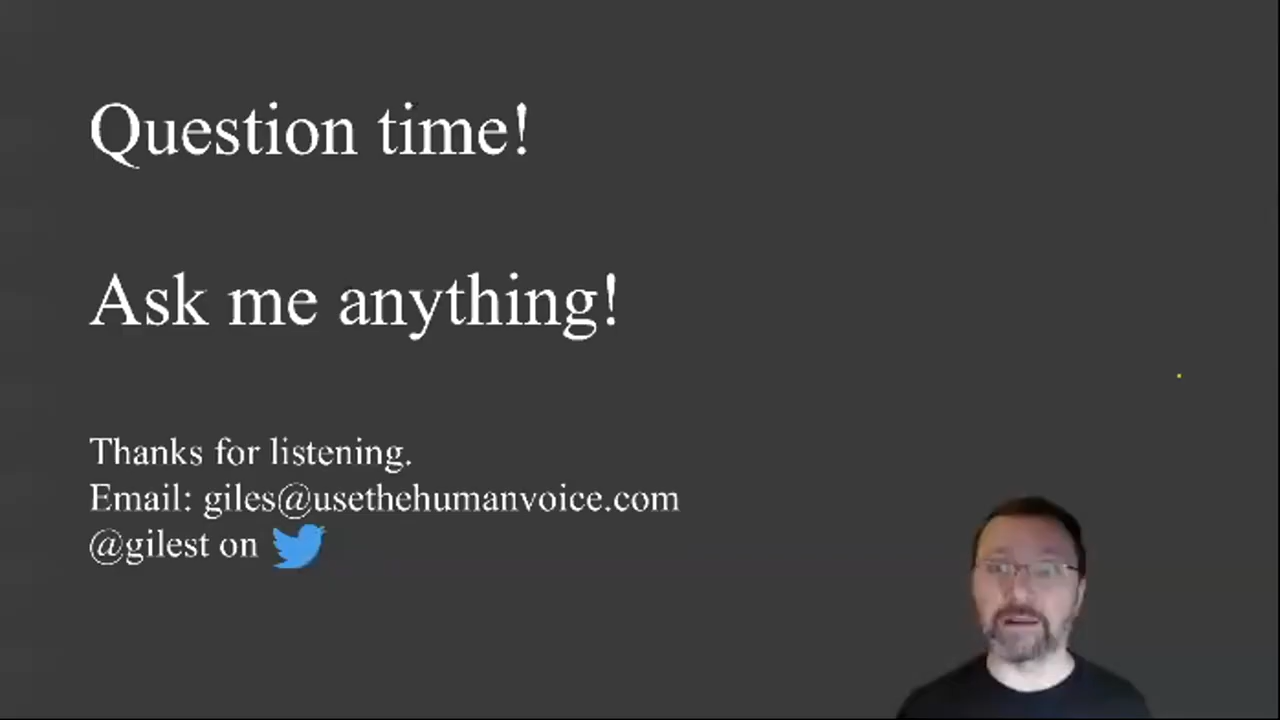 Question time!
Ask me anything!
Thanks for listening.
Email: giles@usethehumanvoice.com
@gilest on